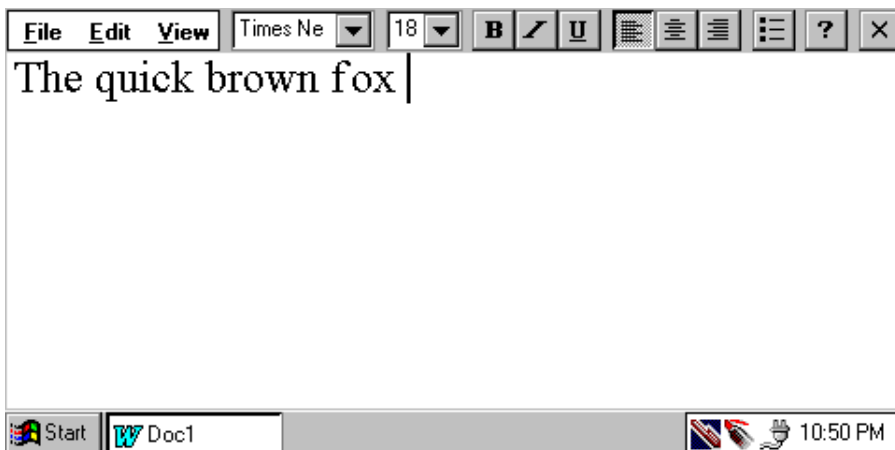 File Edit View Times Ne 18 B I U ? ×
The quick brown fox
Start W Doc1 10:50 PM